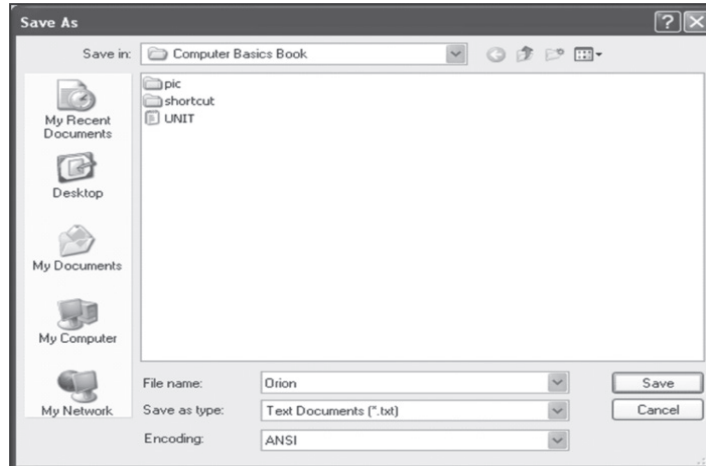 Save As
Save in: Computer Basics Book
pic
shortcut
UNIT
My Recent
Documents
Desktop
My Documents
My Computer
My Network
File name: Orion
Save as type: Text Documents (*.txt)
Encoding: ANSI
Save
Cancel